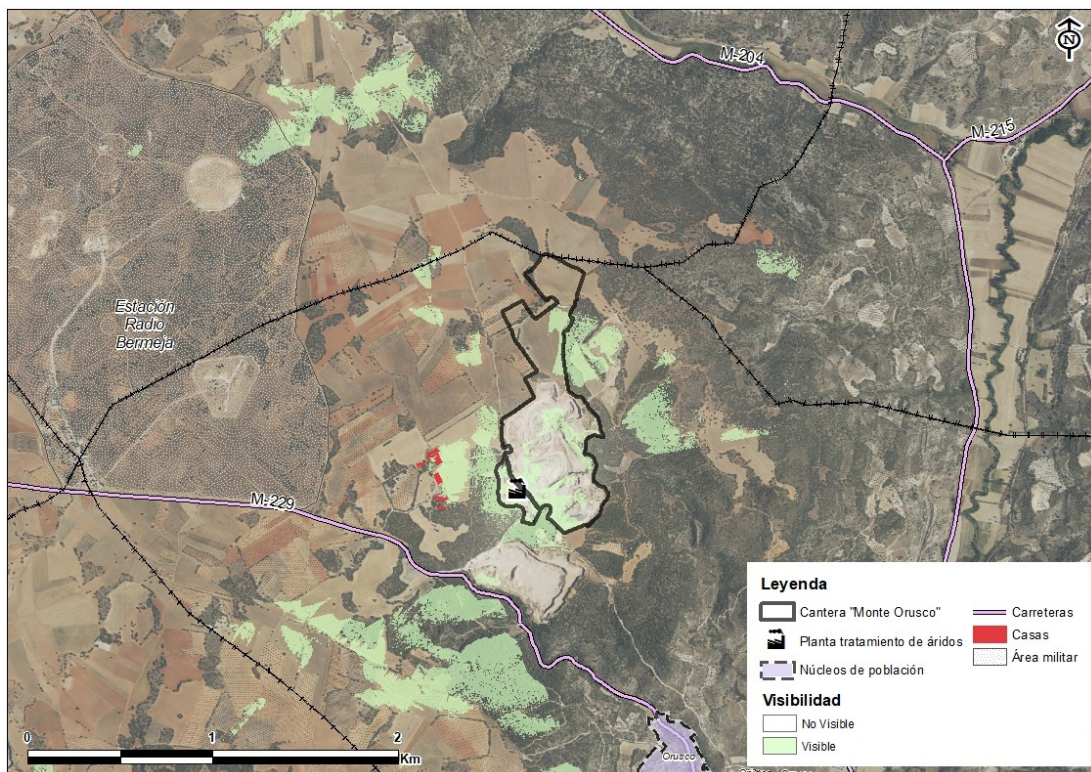 N
M-204
M-215
Estación
Radio
Bermeja
M-229
Leyenda
Cantera "Monte Orusco"
Planta tratamiento de áridos
Núcleos de población
Carreteras
Casas
Área militar
Visibilidad
No Visible
Visible
0 1 2
Km
Orusco